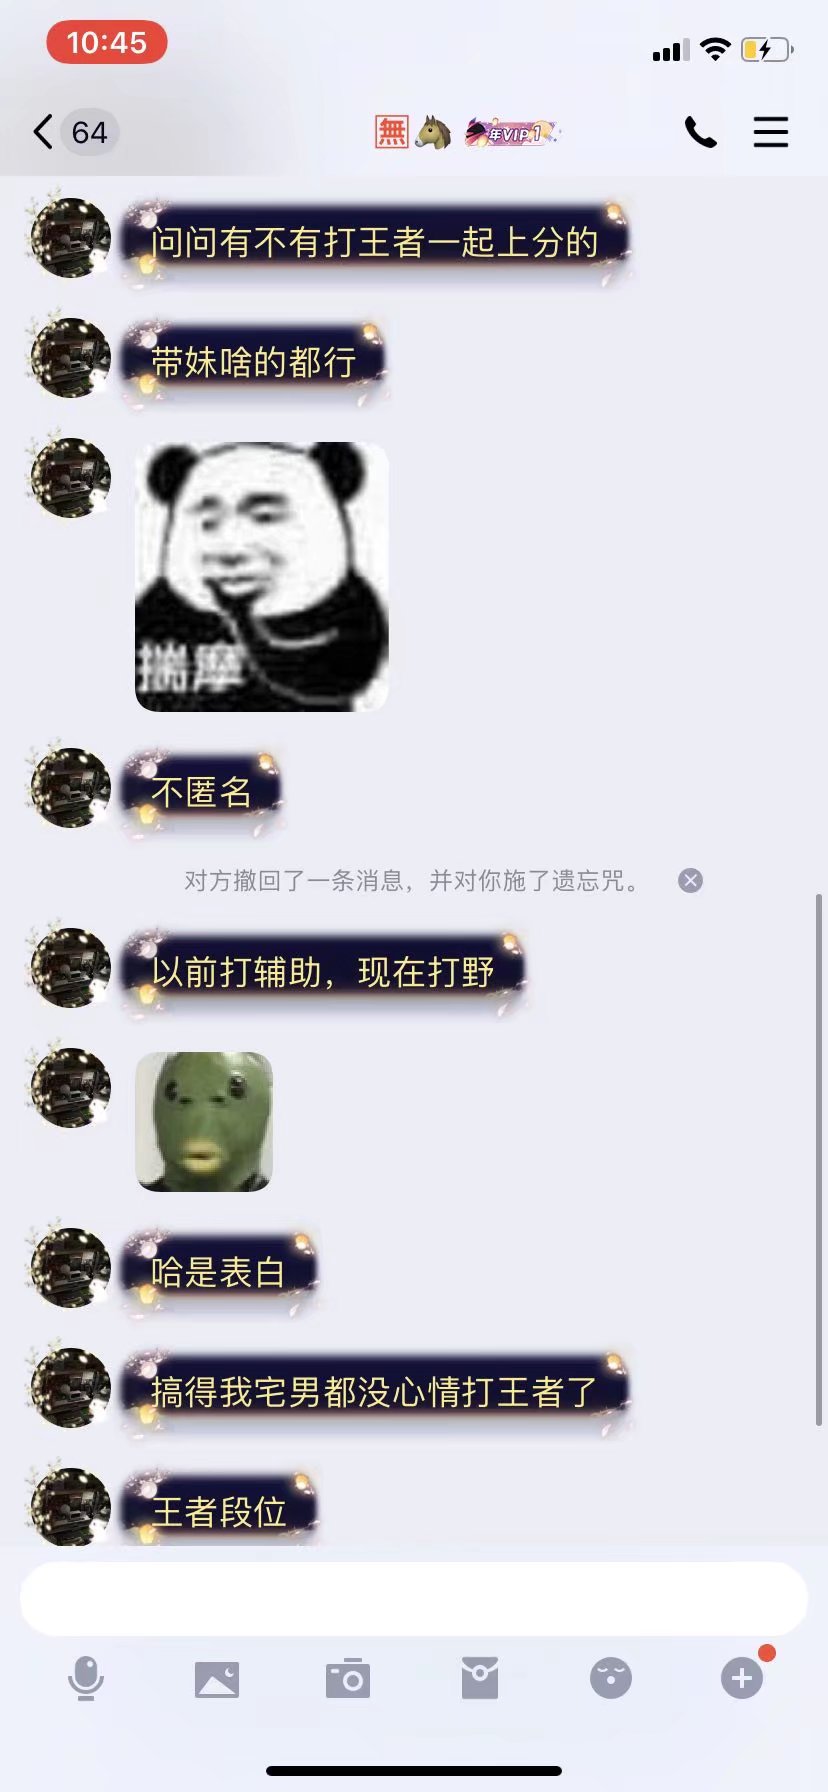 10:45
64
無 年VIP1
问问有不有打王者一起上分的
带妹啥的都行
揣摩
不匿名
对方撤回了一条消息，并对你施了遗忘咒。
以前打辅助，现在打野
哈是表白
搞得我宅男都没心情打王者了
王者段位